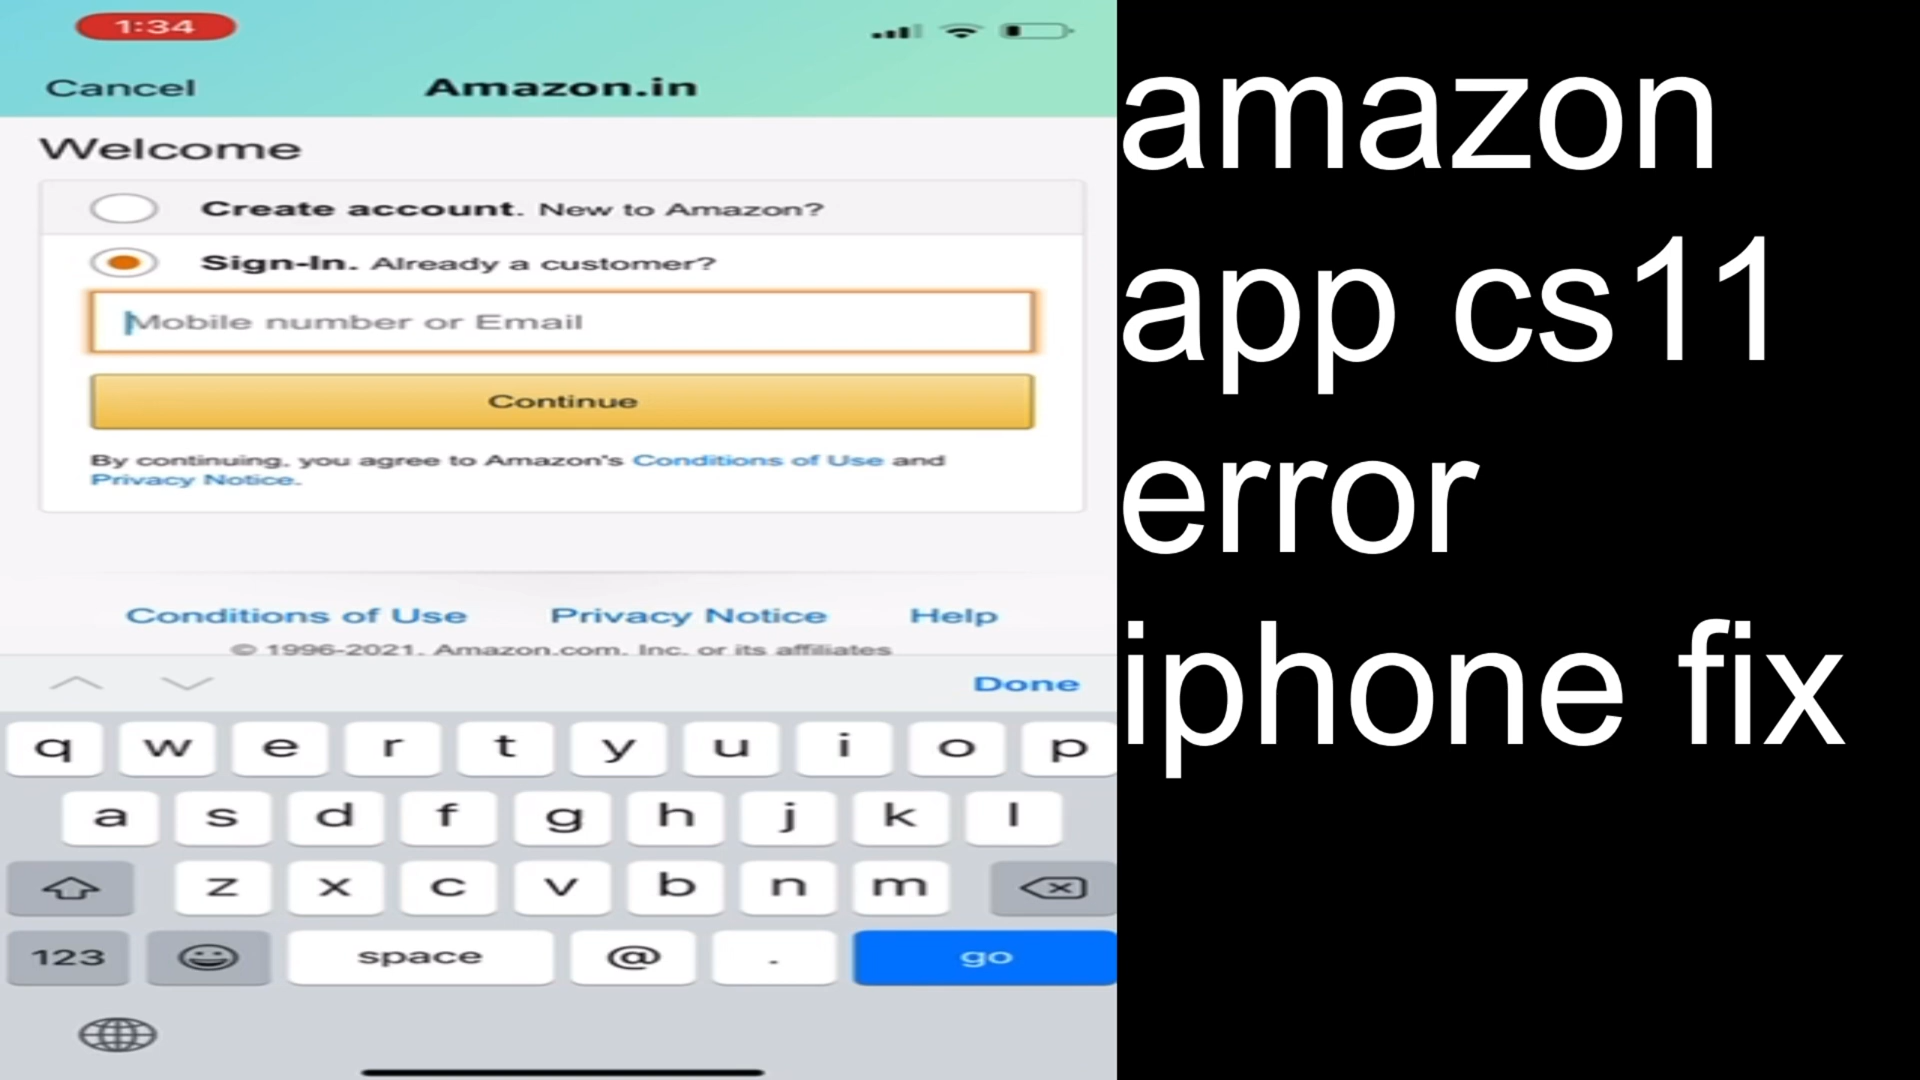 1:34
Cancel
Amazon.in
Welcome
Create account. New to Amazon?
Sign-In. Already a customer?
Mobile number or Email
Continue
By continuing, you agree to Amazon's Conditions of Use and
Privacy Notice.
Conditions of Use Privacy Notice Help
© 1996-2021, Amazon.com, Inc. or its affiliates
Done
q w e r t y u i o p
a s d f g h j k l
z x c v b n m
123 space @ . go
amazon
app cs11
error
iphone fix